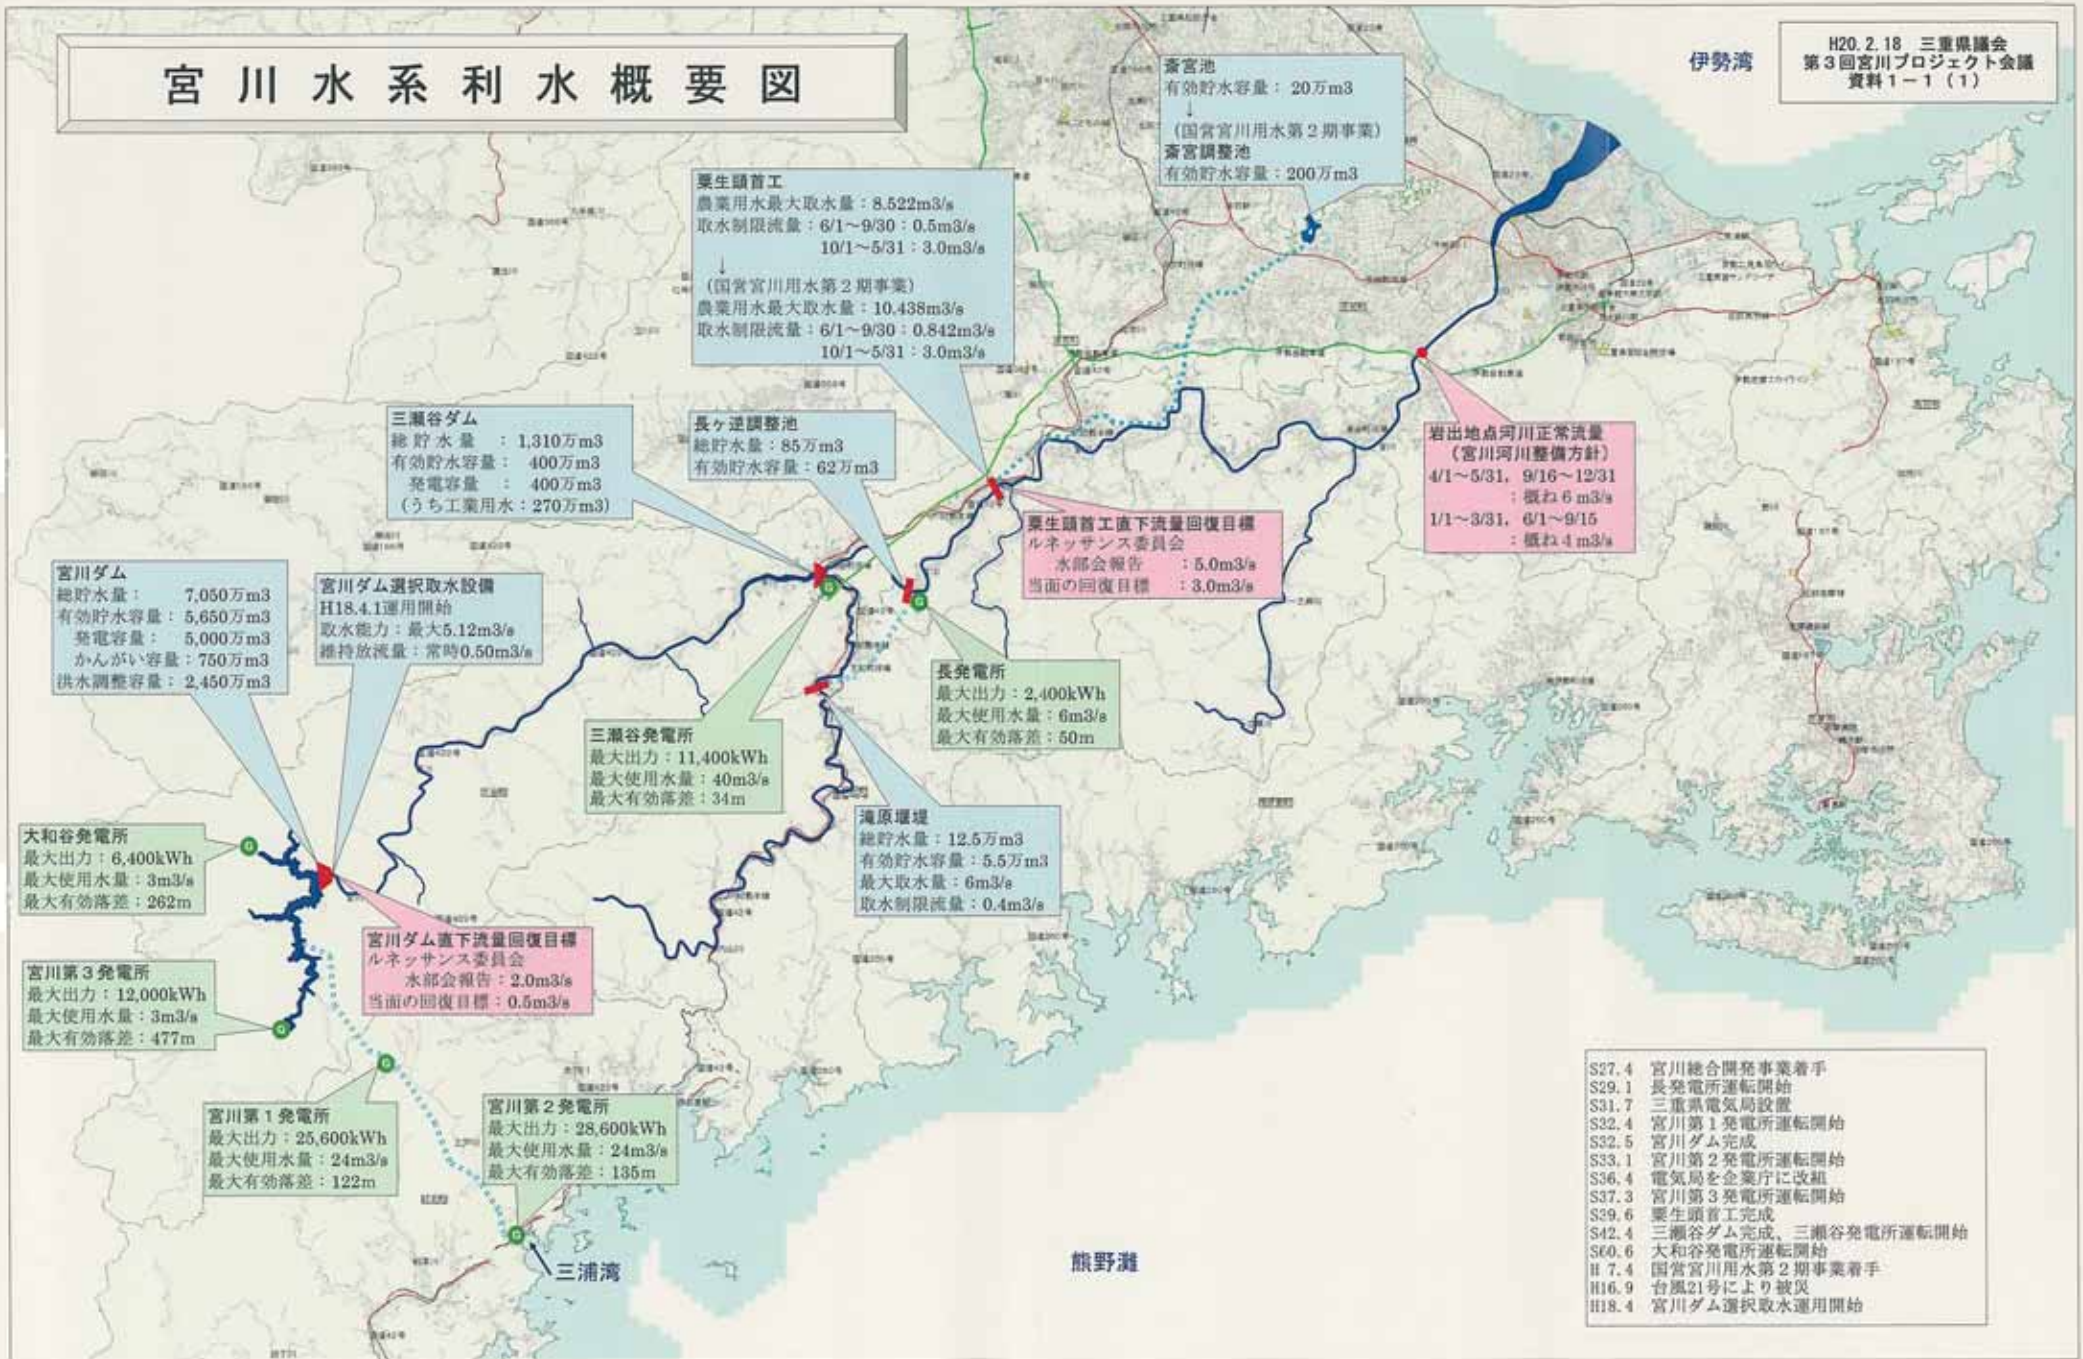 宮川水系利水概要図
伊勢湾
H20.2.18 三重県議会
第3回宮川プロジェクト会議
資料1-1(1)
斎宮池
有効貯水容量: 20万m3
↓
(国営宮川用水第2期事業)
斎宮調整池
有効貯水容量:200万m3
粟生頭首工
農業用水最大取水量:8.522m3/s
取水制限流量:6/1~9/30:0.5m3/s
10/1~5/31:3.0m3/s
↓
(国営宮川用水第2期事業)
農業用水最大取水量:10.438m3/s
取水制限流量:6/1~9/30:0.842m3/s
10/1~5/31:3.0m3/s
三瀬谷ダム
総貯水量 : 1,310万m3
有効貯水容量: 400万m3
発電容量 : 400万m3
(うち工業用水:270万m3)
長ヶ逆調整池
総貯水量:85万m3
有効貯水容量:62万m3
岩出地点河川正常流量
(宮川河川整備方針)
4/1~5/31, 9/16~12/31
:概ね6m3/s
1/1~3/31, 6/1~9/15
:概ね4m3/s
粟生頭首工直下流量回復目標
ルネッサンス委員会
水部会報告 :5.0m3/s
当面の回復目標 :3.0m3/s
宮川ダム
総貯水量: 7,050万m3
有効貯水容量:5,650万m3
発電容量: 5,000万m3
かんがい容量:750万m3
洪水調整容量:2,450万m3
宮川ダム選択取水設備
H18.4.1運用開始
取水能力:最大5.12m3/s
維持放流量:常時0.50m3/s
長発電所
最大出力:2,400kWh
最大使用水量:6m3/s
最大有効落差:50m
三瀬谷発電所
最大出力:11,400kWh
最大使用水量:40m3/s
最大有効落差:34m
滝原堰堤
総貯水量:12.5万m3
有効貯水容量:5.5万m3
最大取水量:6m3/s
取水制限流量:0.4m3/s
大和谷発電所
最大出力:6,400kWh
最大使用水量:3m3/s
最大有効落差:262m
宮川ダム直下流量回復目標
ルネッサンス委員会
水部会報告:2.0m3/s
当面の回復目標:0.5m3/s
宮川第3発電所
最大出力:12,000kWh
最大使用水量:3m3/s
最大有効落差:477m
宮川第1発電所
最大出力:25,600kWh
最大使用水量:24m3/s
最大有効落差:122m
宮川第2発電所
最大出力:28,600kWh
最大使用水量:24m3/s
最大有効落差:135m
三浦湾
熊野灘
S27.4 宮川総合開発事業着手
S29.1 長発電所運転開始
S31.7 三重県電気局設置
S32.4 宮川第1発電所運転開始
S32.5 宮川ダム完成
S33.1 宮川第2発電所運転開始
S36.4 電気局を企業庁に改組
S37.3 宮川第3発電所運転開始
S39.6 粟生頭首工完成
S42.4 三瀬谷ダム完成、三瀬谷発電所運転開始
S60.6 大和谷発電所運転開始
H 7.4 国営宮川用水第2期事業着手
H16.9 台風21号により被災
H18.4 宮川ダム選択取水運用開始